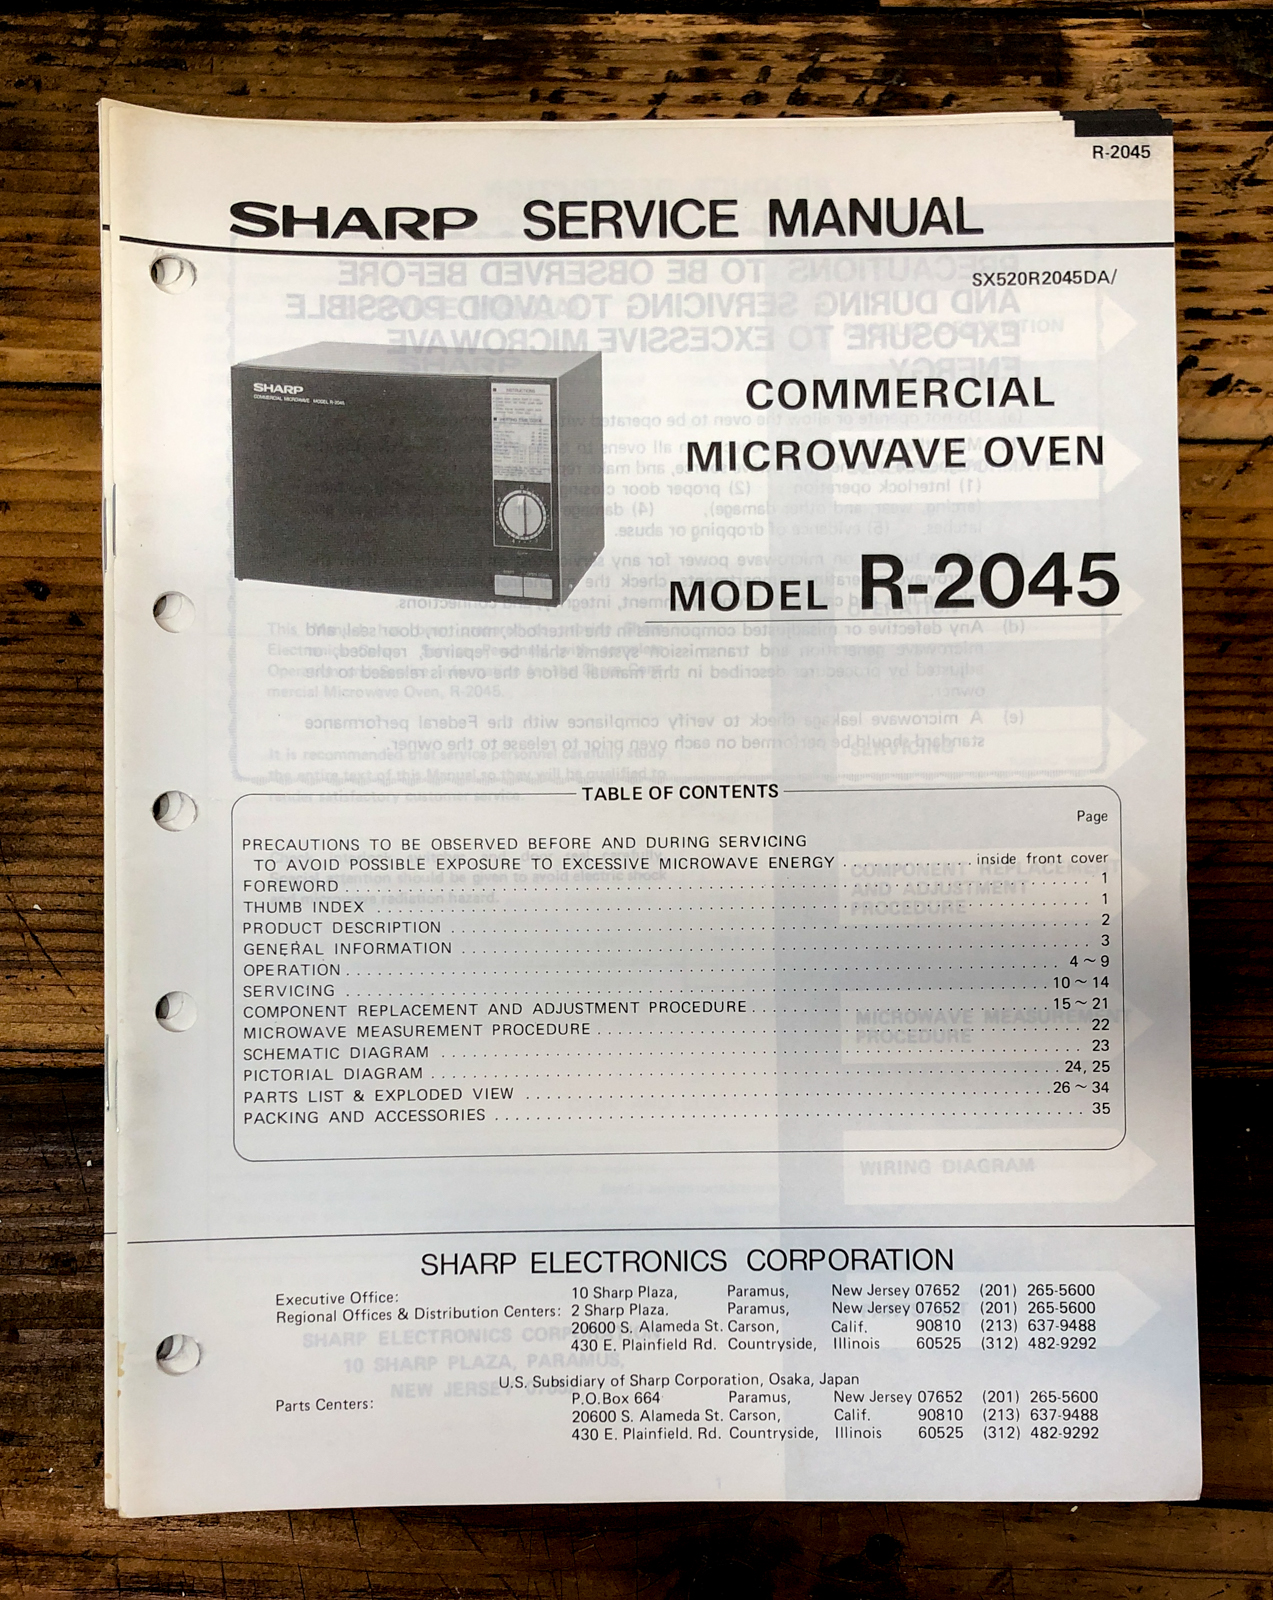 R-2045
SHARP SERVICE MANUAL
SX520R2045DA/
SHARP
COMMERCIAL MICROWAVE MODEL R-2045
INSTRUCTIONS
COMMERCIAL
MICROWAVE OVEN
MODEL R-2045
TABLE OF CONTENTS
Page
PRECAUTIONS TO BE OBSERVED BEFORE AND DURING SERVICING
TO AVOID POSSIBLE EXPOSURE TO EXCESSIVE MICROWAVE ENERGY . . . . . . . . . . . . inside front cover
FOREWORD . . . . . . . . . . . . 1
THUMB INDEX . . . . . . . . . . . . 1
PRODUCT DESCRIPTION . . . . . . . . . . . . 2
GENERAL INFORMATION . . . . . . . . . . . . 3
OPERATION . . . . . . . . . . . . 4 ~ 9
SERVICING . . . . . . . . . . . . 10 ~ 14
COMPONENT REPLACEMENT AND ADJUSTMENT PROCEDURE . . . . . . . . . . . . 15 ~ 21
MICROWAVE MEASUREMENT PROCEDURE . . . . . . . . . . . . 22
SCHEMATIC DIAGRAM . . . . . . . . . . . . 23
PICTORIAL DIAGRAM . . . . . . . . . . . . 24, 25
PARTS LIST & EXPLODED VIEW . . . . . . . . . . . . 26 ~ 34
PACKING AND ACCESSORIES . . . . . . . . . . . . 35
SHARP ELECTRONICS CORPORATION
Executive Office: 10 Sharp Plaza, Paramus, New Jersey 07652 (201) 265-5600
Regional Offices & Distribution Centers: 2 Sharp Plaza. Paramus, New Jersey 07652 (201) 265-5600
20600 S. Alameda St. Carson, Calif. 90810 (213) 637-9488
430 E. Plainfield Rd. Countryside, Illinois 60525 (312) 482-9292
U.S. Subsidiary of Sharp Corporation, Osaka, Japan
Parts Centers: P.O.Box 664 Paramus, New Jersey 07652 (201) 265-5600
20600 S. Alameda St. Carson, Calif. 90810 (213) 637-9488
430 E. Plainfield. Rd. Countryside, Illinois 60525 (312) 482-9292